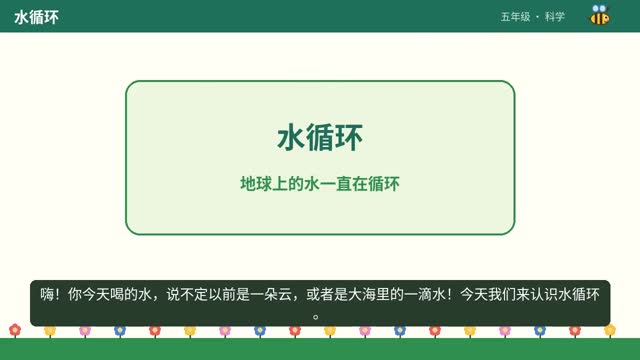 水循环
五年级 · 科学
水循环
地球上的水一直在循环
嗨！你今天喝的水，说不定以前是一朵云，或者是大海里的一滴水！今天我们来认识水循环
。